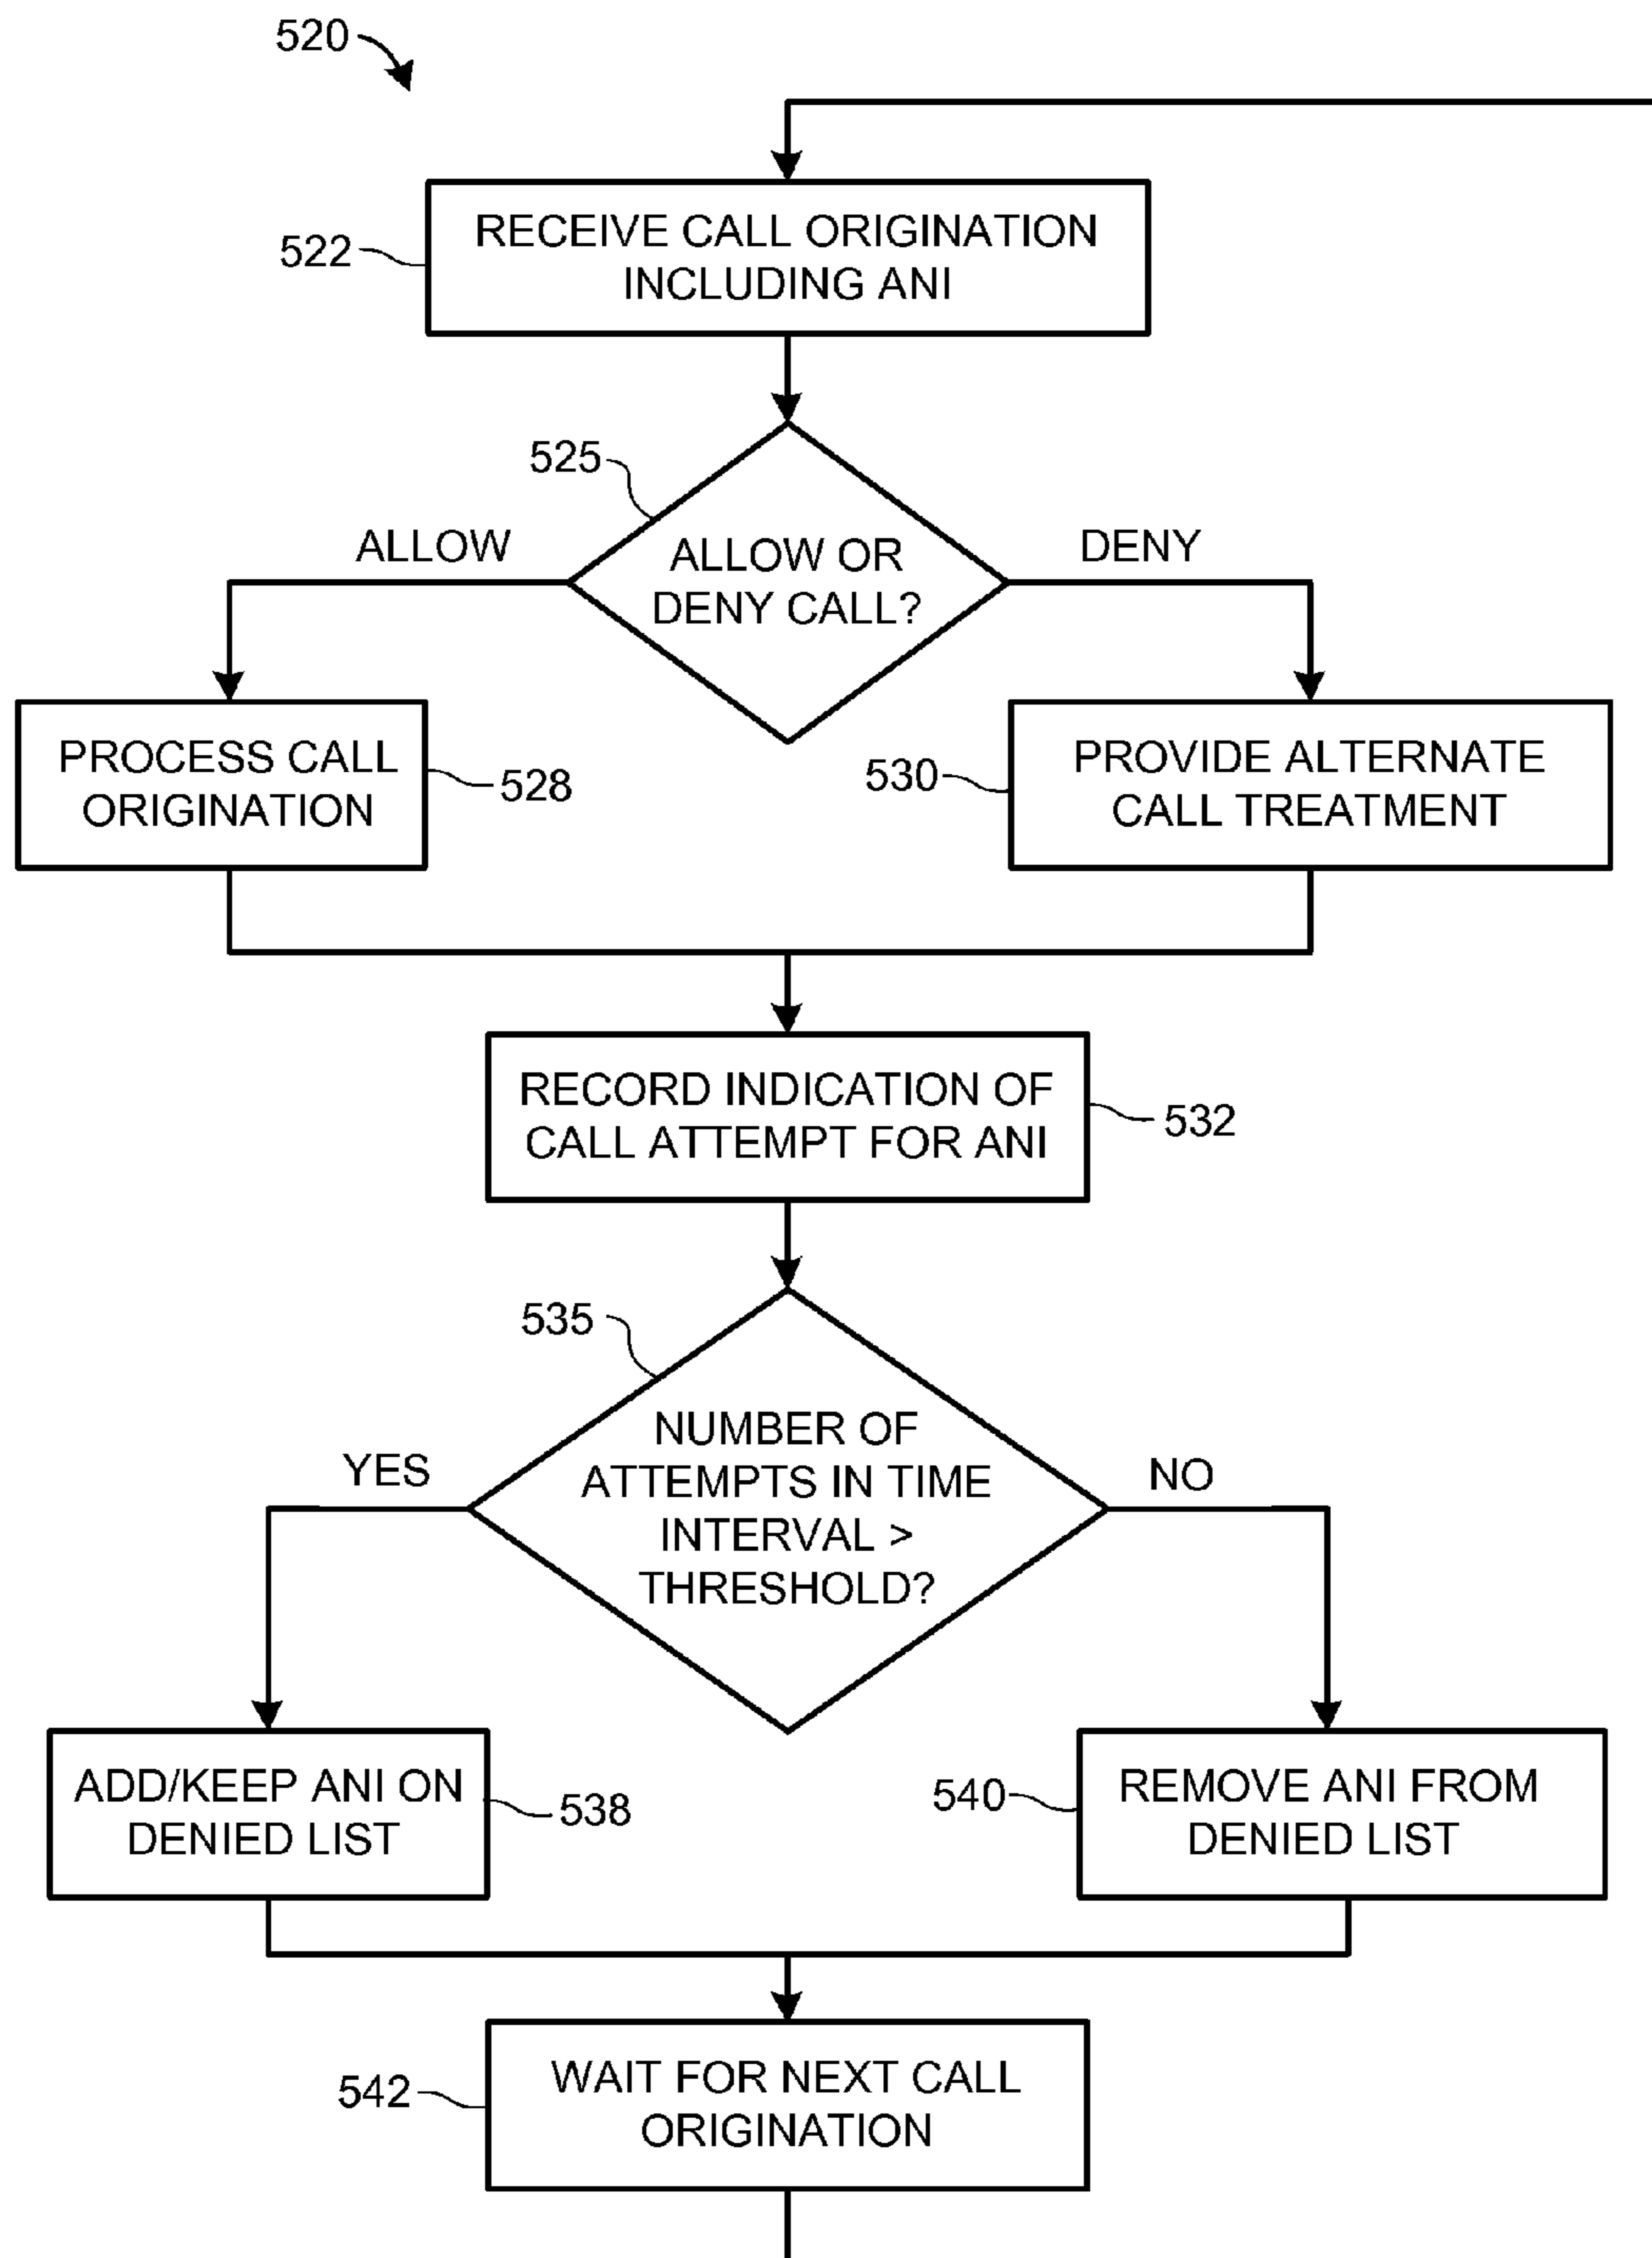 520
RECEIVE CALL ORIGINATION
INCLUDING ANI
522
525
ALLOW
ALLOW OR
DENY CALL?
DENY
PROCESS CALL
ORIGINATION
528
530
PROVIDE ALTERNATE
CALL TREATMENT
RECORD INDICATION OF
CALL ATTEMPT FOR ANI
532
535
YES
NUMBER OF
ATTEMPTS IN TIME
INTERVAL >
THRESHOLD?
NO
ADD/KEEP ANI ON
DENIED LIST
538
540
REMOVE ANI FROM
DENIED LIST
542
WAIT FOR NEXT CALL
ORIGINATION